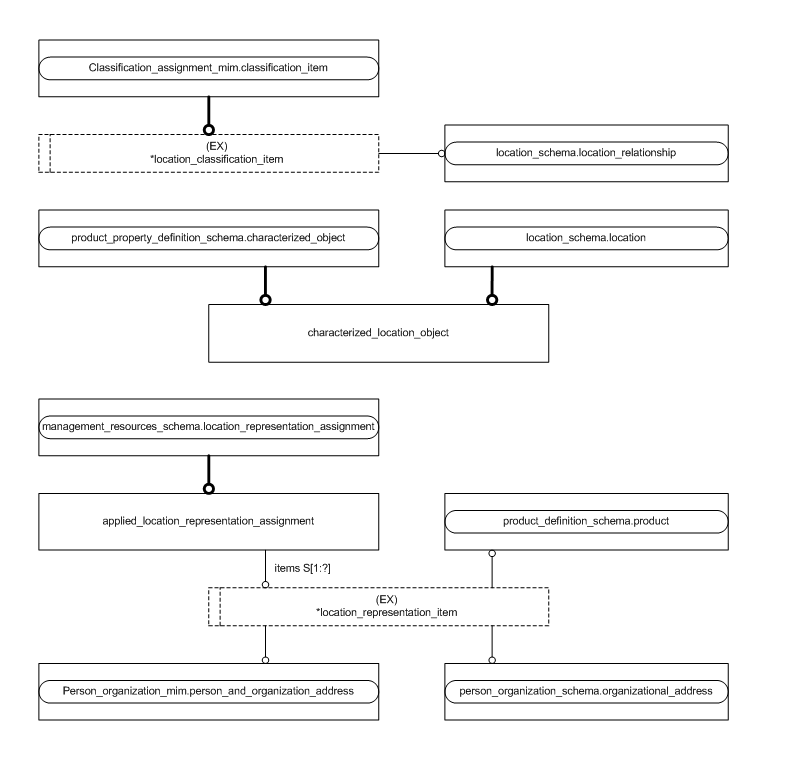 Classification_assignment_mim.classification_item
(EX)
*location_classification_item
location_schema.location_relationship
product_property_definition_schema.characterized_object
location_schema.location
characterized_location_object
management_resources_schema.location_representation_assignment
applied_location_representation_assignment
product_definition_schema.product
items S[1:?]
(EX)
*location_representation_item
Person_organization_mim.person_and_organization_address
person_organization_schema.organizational_address